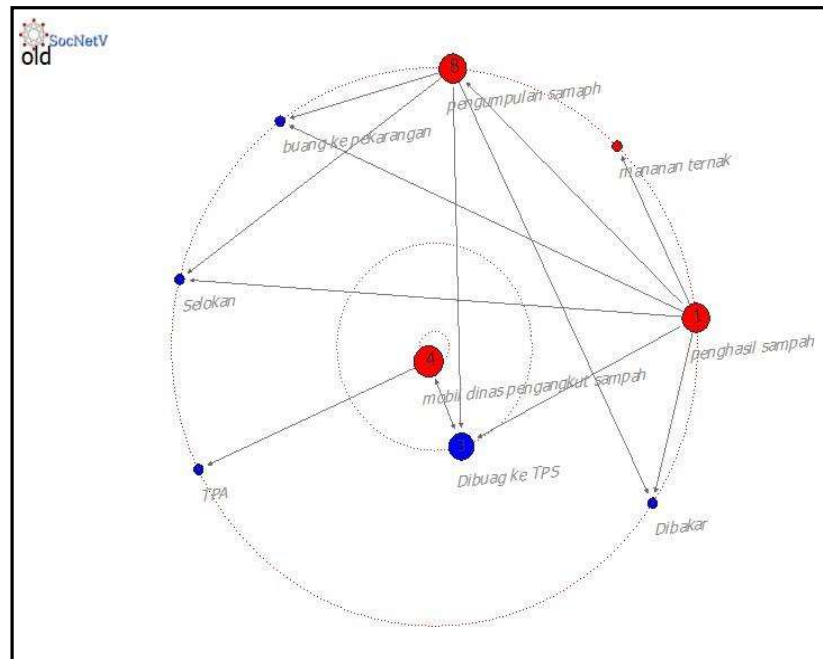 SocNetV
old
8
pengumpulan samaph
buang ke pekarangan
mananan ternak
Selokan
1
penghasil sampah
4
mobil dinas pengangkut sampah
Dibuag ke TPS
TPA
Dibakar